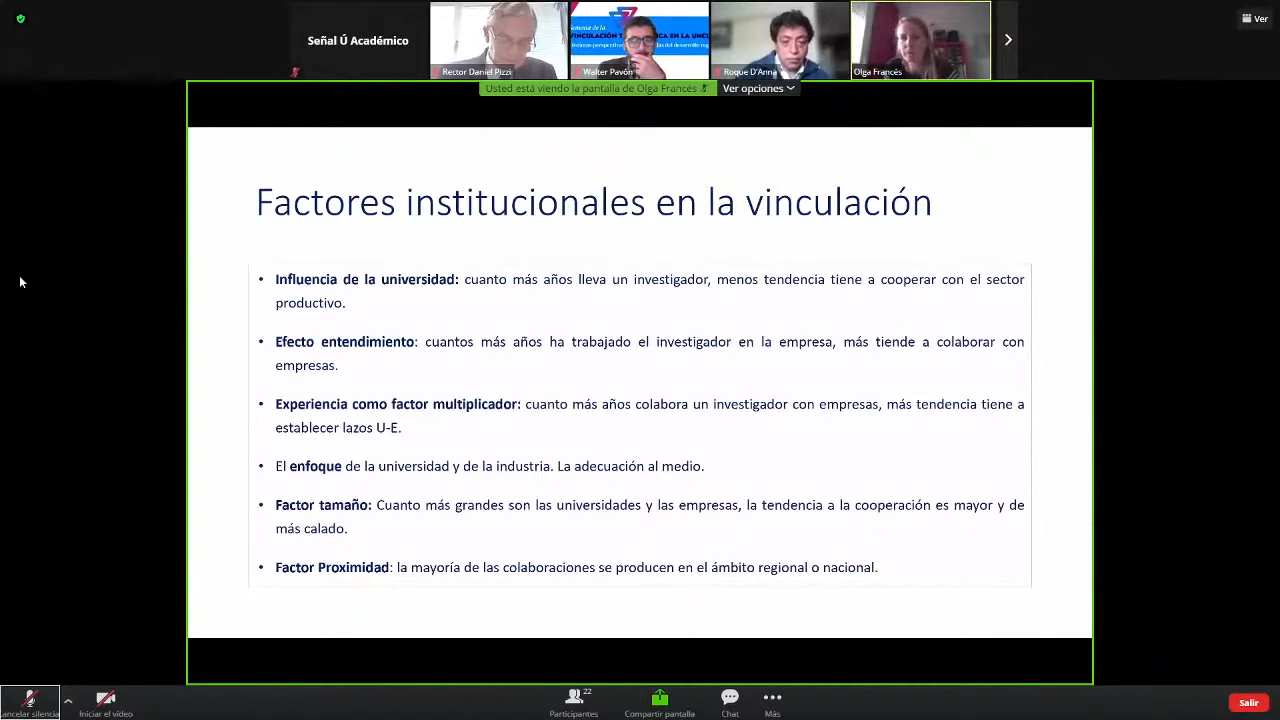 Señal Ú Académico
Rector Daniel Pizzi
Semana de la
VINCULACIÓN T
Walter Pavón
Roque D'Anna
Olga Francés
Ver
Usted está viendo la pantalla de Olga Francés
Ver opciones
Factores institucionales en la vinculación
• Influencia de la universidad: cuanto más años lleva un investigador, menos tendencia tiene a cooperar con el sector
productivo.
• Efecto entendimiento: cuantos más años ha trabajado el investigador en la empresa, más tiende a colaborar con
empresas.
• Experiencia como factor multiplicador: cuanto más años colabora un investigador con empresas, más tendencia tiene a
establecer lazos U-E.
• El enfoque de la universidad y de la industria. La adecuación al medio.
• Factor tamaño: Cuanto más grandes son las universidades y las empresas, la tendencia a la cooperación es mayor y de
más calado.
• Factor Proximidad: la mayoría de las colaboraciones se producen en el ámbito regional o nacional.
ancelar silencia
Iniciar el vídeo
22
Participantes
Compartir pantalla
Chat
Más
Salir